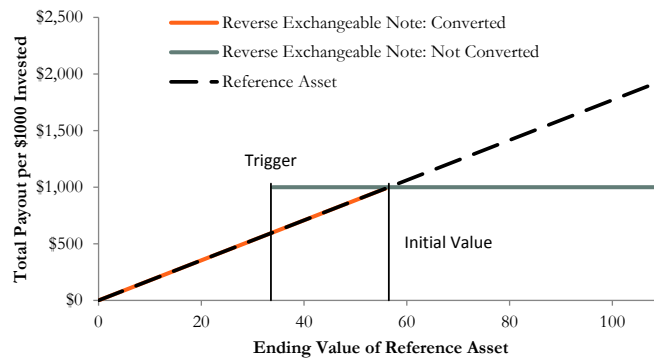 $2,500
$2,000
$1,500
$1,000
$500
$0
Total Payout per $1000 Invested
Reverse Exchangeable Note: Converted
Reverse Exchangeable Note: Not Converted
Reference Asset
Trigger
Initial Value
0 20 40 60 80 100
Ending Value of Reference Asset